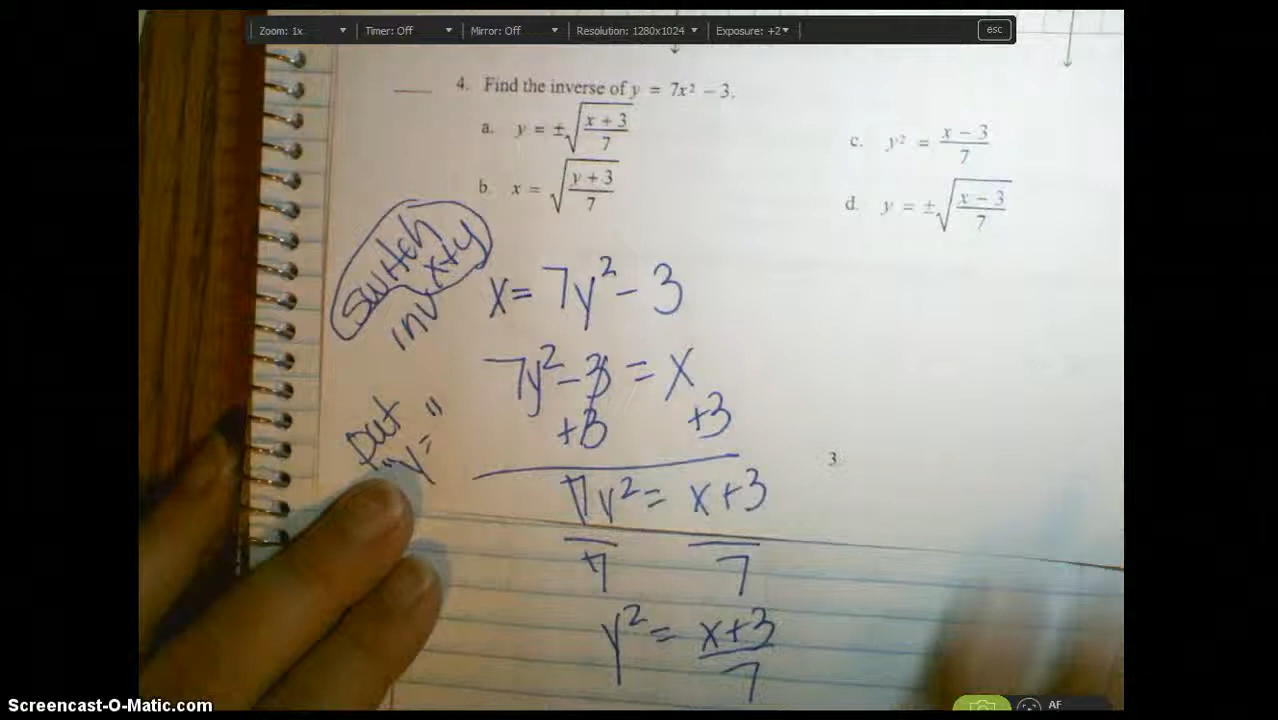 Zoom: 1x Timer: Off Mirror: Off Resolution: 1280x1024 Exposure: +2 esc
4. Find the inverse of y = 7x² − 3.
a. y = ±√((x + 3)/7)
b. x = √((y + 3)/7)
c. y² = (x − 3)/7
d. y = ±√((x − 3)/7)
switch
x+y
inv
x = 7y² − 3
7y² − 3 = x
+3 +3
put
"y="
7y² = x+3
7 7
y² = (x+3)/7
3.
Screencast-O-Matic.com
AF